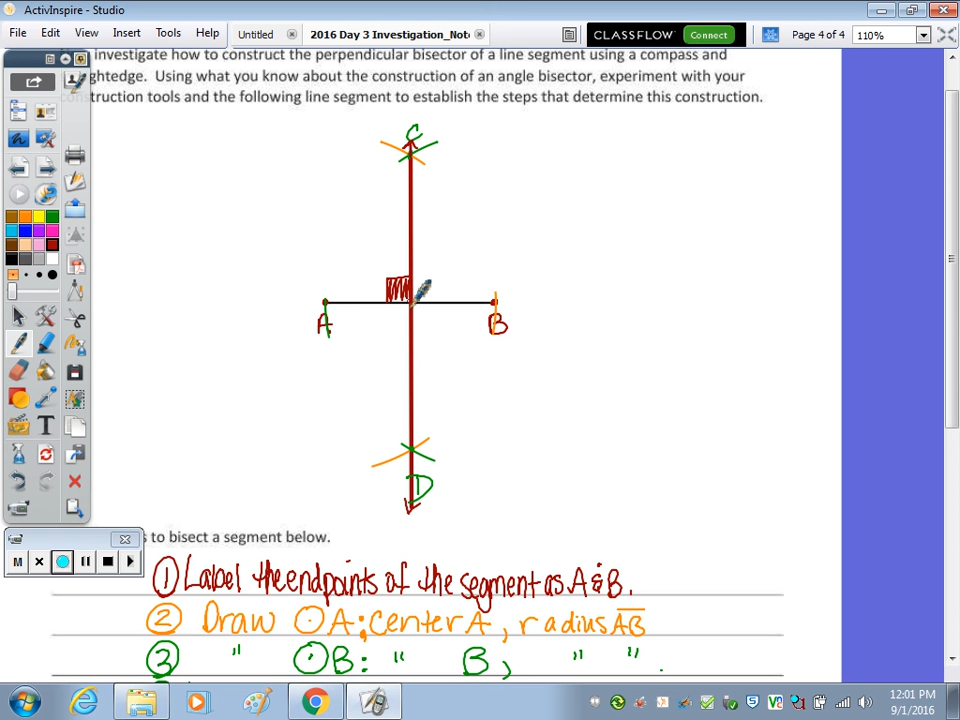 ActivInspire - Studio
File Edit View Insert Tools Help Untitled 2016 Day 3 Investigation_Note CLASSFLOW Connect Page 4 of 4 110%
investigate how to construct the perpendicular bisector of a line segment using a compass and
ghtedge. Using what you know about the construction of an angle bisector, experiment with your
struction tools and the following line segment to establish the steps that determine this construction.
C
A B
D
s to bisect a segment below.
M
① Label the endpoints of the segment as A & B.
② Draw ⊙A: center A, radius AB
③ " ⊙B: " B, " " .
12:01 PM
9/1/2016